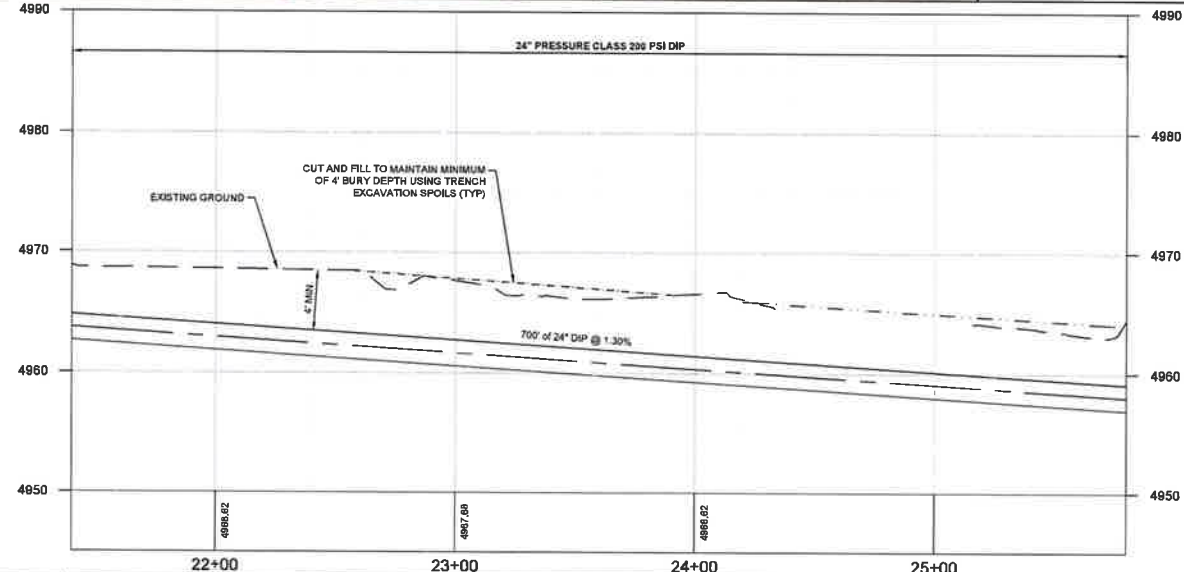 4990
4990
24" PRESSURE CLASS 200 PSI DIP
4980
4980
CUT AND FILL TO MAINTAIN MINIMUM
OF 4' BURY DEPTH USING TRENCH
EXCAVATION SPOILS (TYP)
EXISTING GROUND
4970
4970
4' MIN.
700' of 24" DIP @ 1.30%
4960
4960
4950
4950
4968.62
4967.68
4966.62
22+00
23+00
24+00
25+00